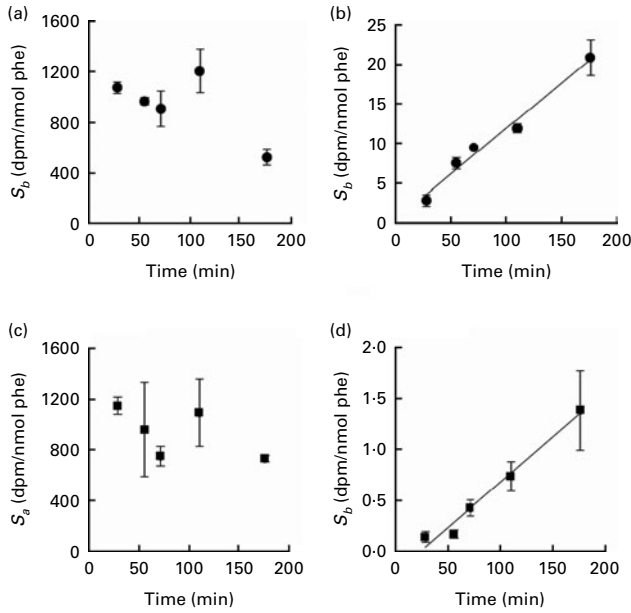 (a)
1600
1200
800
400
0
S_b (dpm/nmol phe)
0 50 100 150 200
Time (min)
(b)
25
20
15
10
5
0
S_b (dpm/nmol phe)
0 50 100 150 200
Time (min)
(c)
1600
1200
800
400
0
S_a (dpm/nmol phe)
0 50 100 150 200
Time (min)
(d)
2·0
1·5
1·0
0·5
0·0
S_b (dpm/nmol phe)
0 50 100 150 200
Time (min)